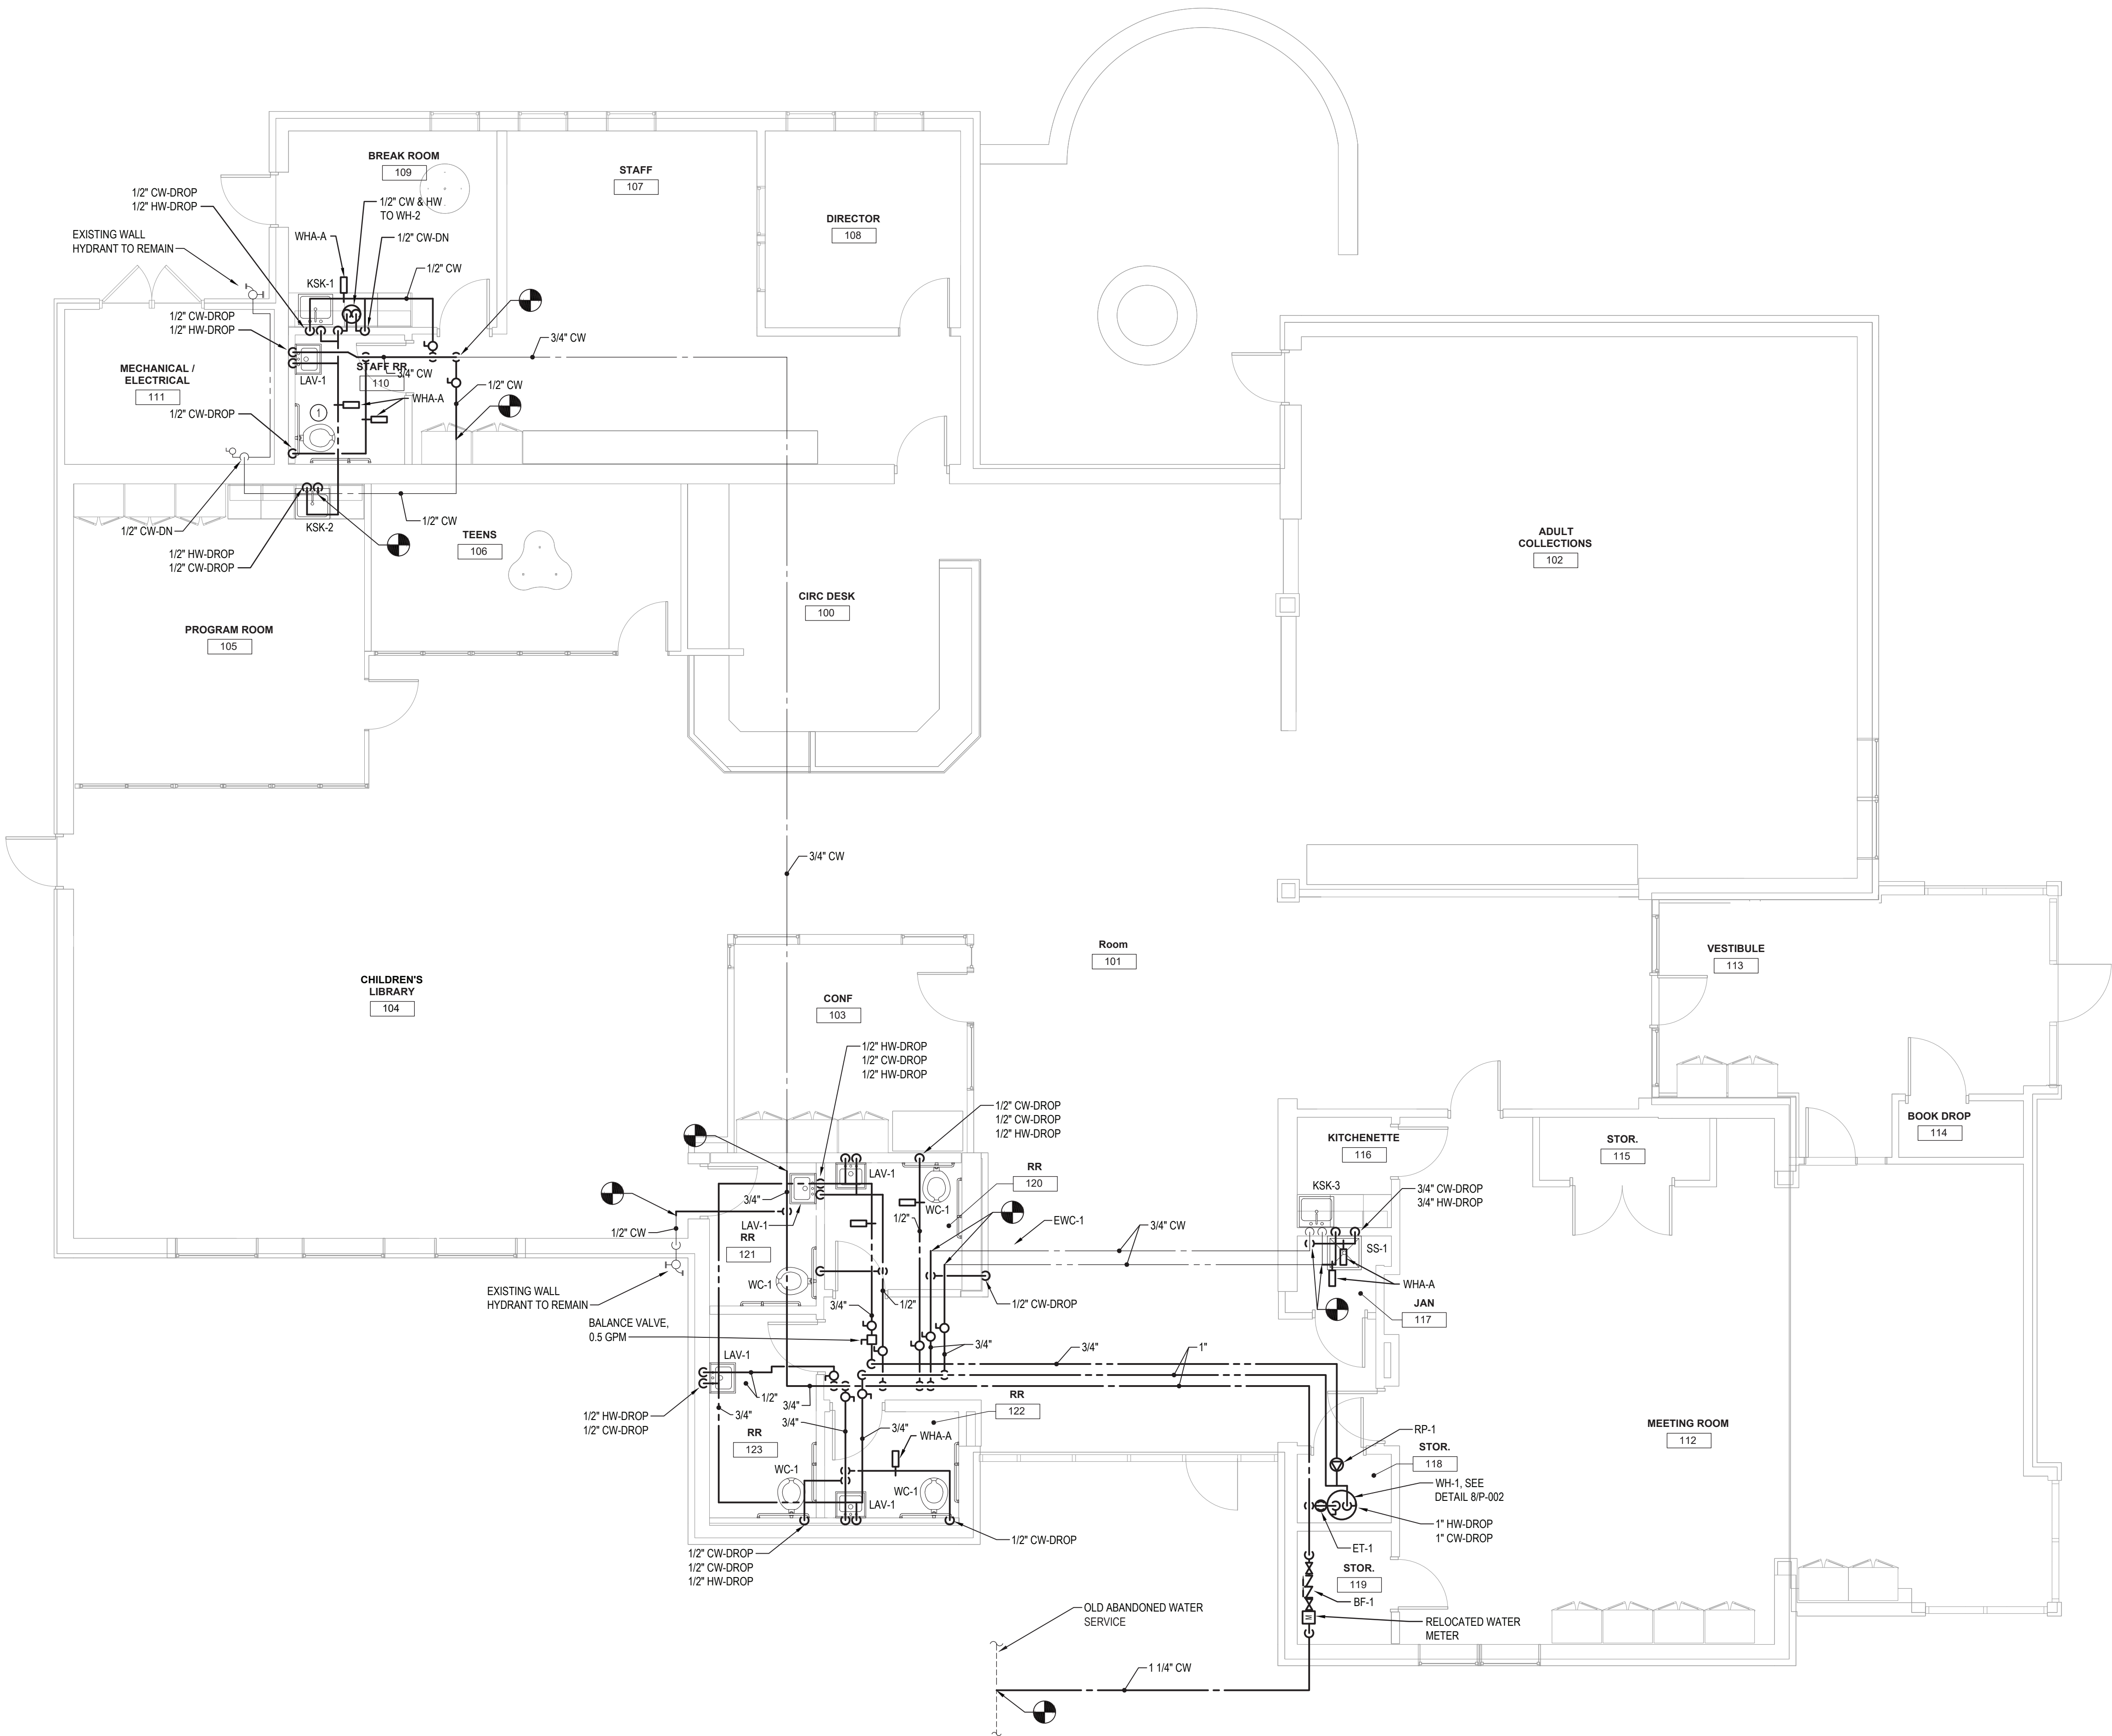 BREAK ROOM
109
STAFF
107
1/2" CW-DROP
1/2" HW-DROP
1/2" CW & HW
TO WH-2
DIRECTOR
108
EXISTING WALL
HYDRANT TO REMAIN
WHA-A
1/2" CW-DN
1/2" CW
KSK-1
1/2" CW-DROP
1/2" HW-DROP
3/4" CW
MECHANICAL /
ELECTRICAL
111
LAV-1
STAFF RR
110
3/4" CW
1/2" CW
WHA-A
1
1/2" CW-DROP
1/2" CW
1/2" CW-DN
KSK-2
1/2" HW-DROP
1/2" CW-DROP
TEENS
106
ADULT
COLLECTIONS
102
CIRC DESK
100
PROGRAM ROOM
105
3/4" CW
Room
101
VESTIBULE
113
CHILDREN'S
LIBRARY
104
CONF
103
1/2" HW-DROP
1/2" CW-DROP
1/2" HW-DROP
1/2" CW-DROP
1/2" CW-DROP
1/2" HW-DROP
BOOK DROP
114
KITCHENETTE
116
STOR.
115
LAV-1
RR
120
KSK-3
3/4" CW-DROP
3/4" HW-DROP
3/4"
WC-1
1/2"
EWC-1
3/4" CW
LAV-1
1/2" CW
RR
121
SS-1
WC-1
WHA-A
EXISTING WALL
HYDRANT TO REMAIN
3/4"
1/2"
1/2" CW-DROP
JAN
117
BALANCE VALVE,
0.5 GPM
3/4"
3/4"
1"
LAV-1
1/2"
3/4"
RR
122
1/2" HW-DROP
1/2" CW-DROP
3/4"
3/4"
3/4"
RR
123
WHA-A
MEETING ROOM
112
RP-1
STOR.
118
WC-1
WC-1
WH-1, SEE
DETAIL 8/P-002
LAV-1
1" HW-DROP
1" CW-DROP
1/2" CW-DROP
1/2" CW-DROP
1/2" CW-DROP
1/2" HW-DROP
ET-1
STOR.
119
BF-1
OLD ABANDONED WATER
SERVICE
M
RELOCATED WATER
METER
1 1/4" CW